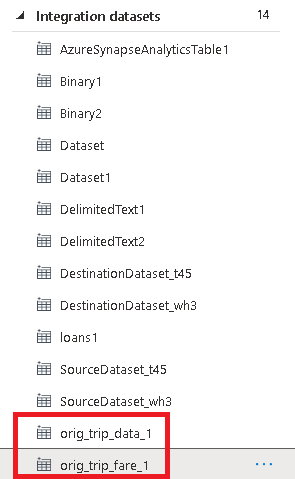 Integration datasets 14
AzureSynapseAnalyticsTable1
Binary1
Binary2
Dataset
Dataset1
DelimitedText1
DelimitedText2
DestinationDataset_t45
DestinationDataset_wh3
loans1
SourceDataset_t45
SourceDataset_wh3
orig_trip_data_1
orig_trip_fare_1